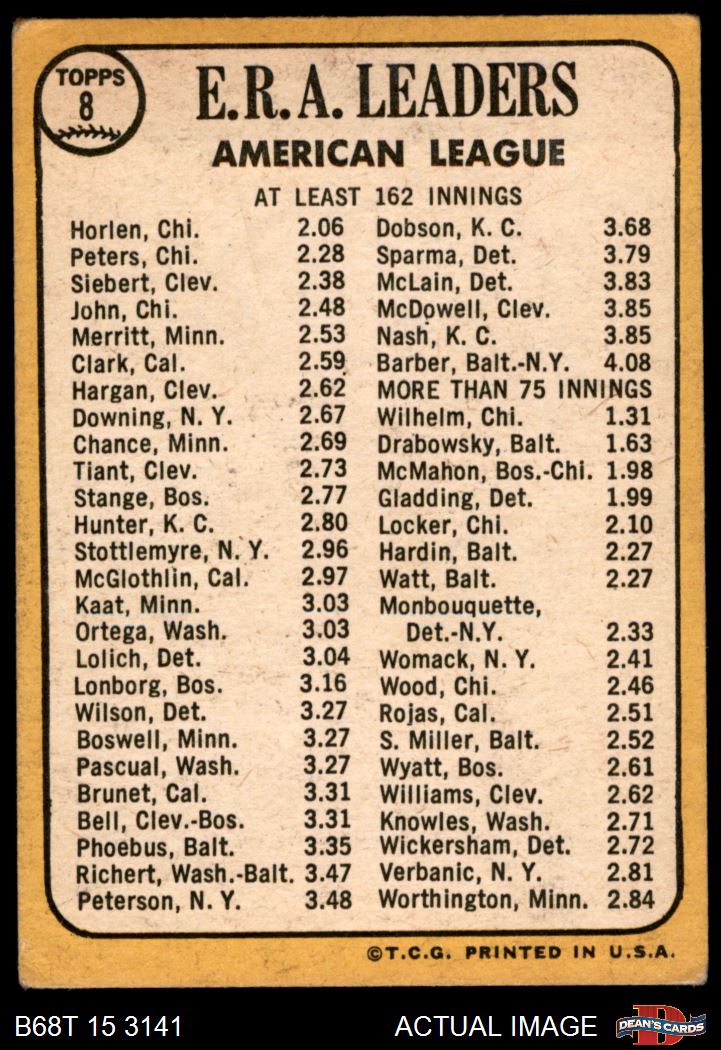 TOPPS
8
E.R.A. LEADERS
AMERICAN LEAGUE
AT LEAST 162 INNINGS
Horlen, Chi. 2.06
Peters, Chi. 2.28
Siebert, Clev. 2.38
John, Chi. 2.48
Merritt, Minn. 2.53
Clark, Cal. 2.59
Hargan, Clev. 2.62
Downing, N. Y. 2.67
Chance, Minn. 2.69
Tiant, Clev. 2.73
Stange, Bos. 2.77
Hunter, K. C. 2.80
Stottlemyre, N. Y. 2.96
McGlothlin, Cal. 2.97
Kaat, Minn. 3.03
Ortega, Wash. 3.03
Lolich, Det. 3.04
Lonborg, Bos. 3.16
Wilson, Det. 3.27
Boswell, Minn. 3.27
Pascual, Wash. 3.27
Brunet, Cal. 3.31
Bell, Clev.-Bos. 3.31
Phoebus, Balt. 3.35
Richert, Wash.-Balt. 3.47
Peterson, N. Y. 3.48
Dobson, K. C. 3.68
Sparma, Det. 3.79
McLain, Det. 3.83
McDowell, Clev. 3.85
Nash, K. C. 3.85
Barber, Balt.-N.Y. 4.08
MORE THAN 75 INNINGS
Wilhelm, Chi. 1.31
Drabowsky, Balt. 1.63
McMahon, Bos.-Chi. 1.98
Gladding, Det. 1.99
Locker, Chi. 2.10
Hardin, Balt. 2.27
Watt, Balt. 2.27
Monbouquette,
Det.-N.Y. 2.33
Womack, N. Y. 2.41
Wood, Chi. 2.46
Rojas, Cal. 2.51
S. Miller, Balt. 2.52
Wyatt, Bos. 2.61
Williams, Clev. 2.62
Knowles, Wash. 2.71
Wickersham, Det. 2.72
Verbanic, N. Y. 2.81
Worthington, Minn. 2.84
©T.C.G. PRINTED IN U.S.A.
B68T 15 3141
ACTUAL IMAGE
D
DEAN'S CARDS